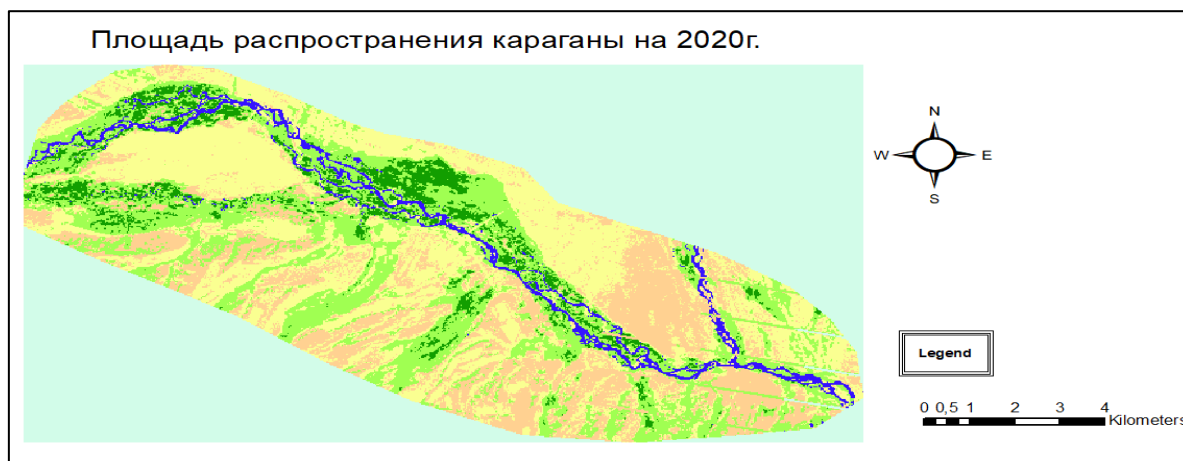 Площадь распространения караганы на 2020г.
N
W E
S
Legend
0 0,5 1 2 3 4
Kilometers